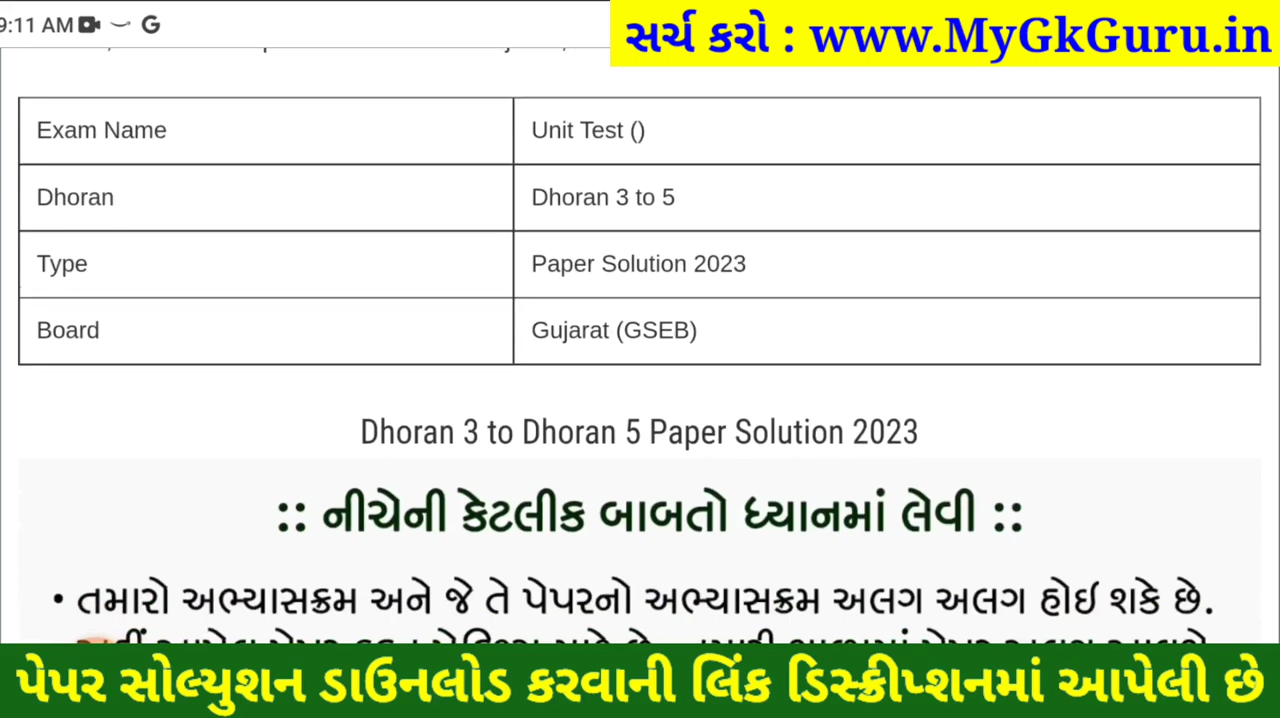 9:11 AM
સર્ચ કરો : www.MyGkGuru.in
Exam Name Unit Test ()
Dhoran Dhoran 3 to 5
Type Paper Solution 2023
Board Gujarat (GSEB)
Dhoran 3 to Dhoran 5 Paper Solution 2023
:: નીચેની કેટલીક બાબતો ધ્યાનમાં લેવી ::
• તમારો અભ્યાસક્રમ અને જે તે પેપરનો અભ્યાસક્રમ અલગ અલગ હોઈ શકે છે.
પેપર સોલ્યુશન ડાઉનલોડ કરવાની લિંક ડિસ્ક્રીપ્શનમાં આપેલી છે